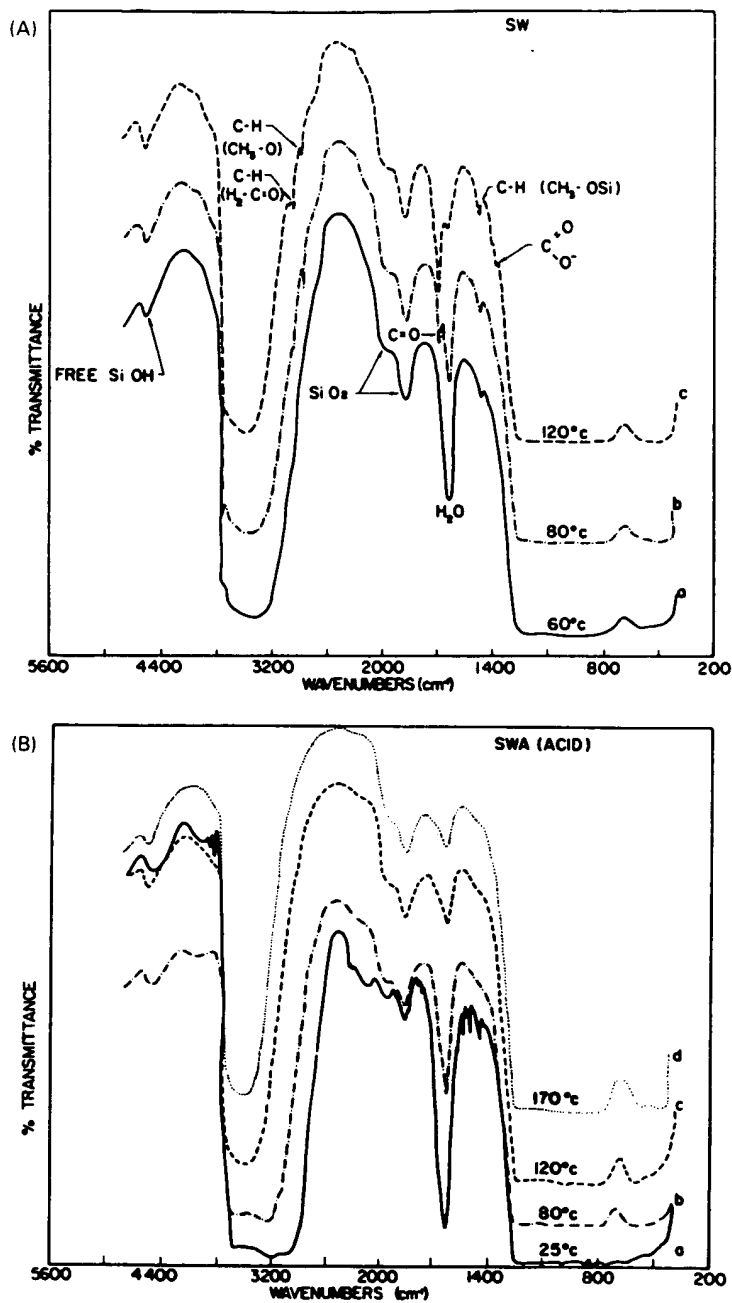 (A)
SW
C-H
(CH₃-O)
C-H
(H₂-C=O)
C-H (CH₃-OSi)
C
O
O⁻
C=O
FREE SiOH
SiO₂
H₂O
c
120°c
b
80°c
a
60°c
% TRANSMITTANCE
5600 4400 3200 2000 1400 800 200
WAVENUMBERS(cm⁻¹)
(B)
SWA (ACID)
d
170°c
c
120°c
b
80°c
a
25°c
% TRANSMITTANCE
5600 4400 3200 2000 1400 800 200
WAVENUMBERS (cm⁻¹)